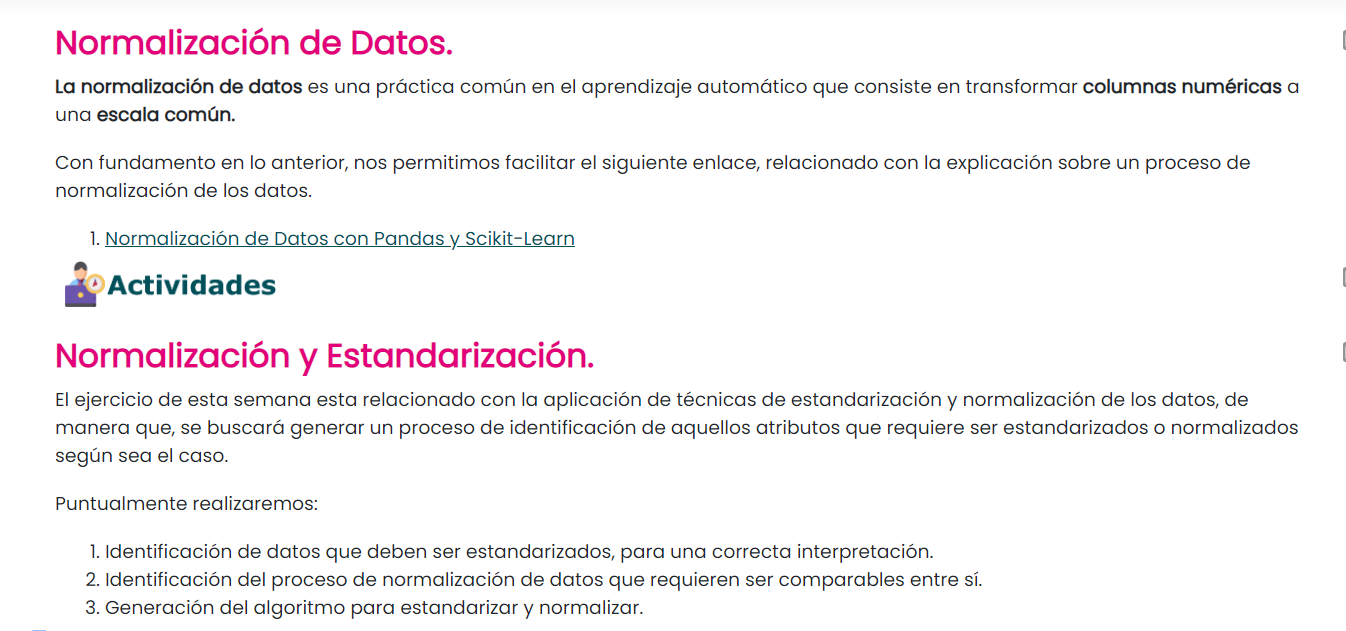 Normalización de Datos.
La normalización de datos es una práctica común en el aprendizaje automático que consiste en transformar columnas numéricas a
una escala común.
Con fundamento en lo anterior, nos permitimos facilitar el siguiente enlace, relacionado con la explicación sobre un proceso de
normalización de los datos.
1. Normalización de Datos con Pandas y Scikit-Learn
Actividades
Normalización y Estandarización.
El ejercicio de esta semana esta relacionado con la aplicación de técnicas de estandarización y normalización de los datos, de
manera que, se buscará generar un proceso de identificación de aquellos atributos que requiere ser estandarizados o normalizados
según sea el caso.
Puntualmente realizaremos:
1. Identificación de datos que deben ser estandarizados, para una correcta interpretación.
2. Identificación del proceso de normalización de datos que requieren ser comparables entre sí.
3. Generación del algoritmo para estandarizar y normalizar.